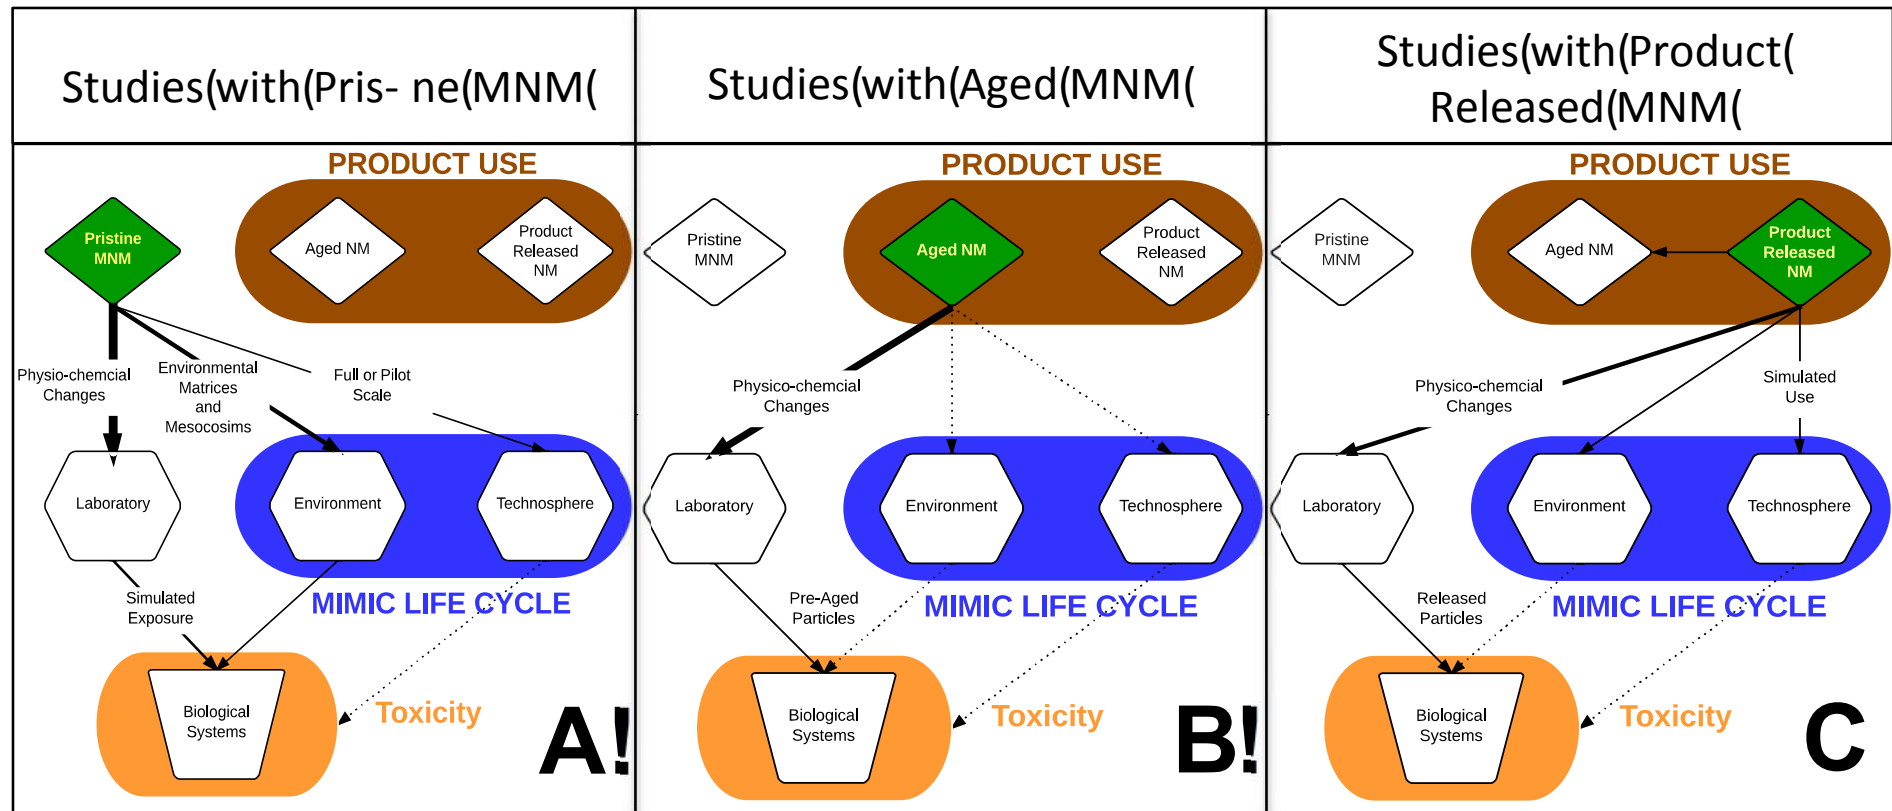 Studies(with(Pris- ne(MNM(
Studies(with(Aged(MNM(
Studies(with(Product(
Released(MNM(
PRODUCT USE
Pristine
MNM
Aged NM
Product
Released
NM
Physio-chemcial
Changes
Environmental
Matrices
and
Mesocosims
Full or Pilot
Scale
Laboratory
Environment
Technosphere
Simulated
Exposure
MIMIC LIFE CYCLE
Biological
Systems
Toxicity
A!
PRODUCT USE
Pristine
MNM
Aged NM
Product
Released
NM
Physico-chemcial
Changes
Laboratory
Environment
Technosphere
Pre-Aged
Particles
MIMIC LIFE CYCLE
Biological
Systems
Toxicity
B!
PRODUCT USE
Pristine
MNM
Aged NM
Product
Released
NM
Physico-chemcial
Changes
Simulated
Use
Laboratory
Environment
Technosphere
Released
Particles
MIMIC LIFE CYCLE
Biological
Systems
Toxicity
C